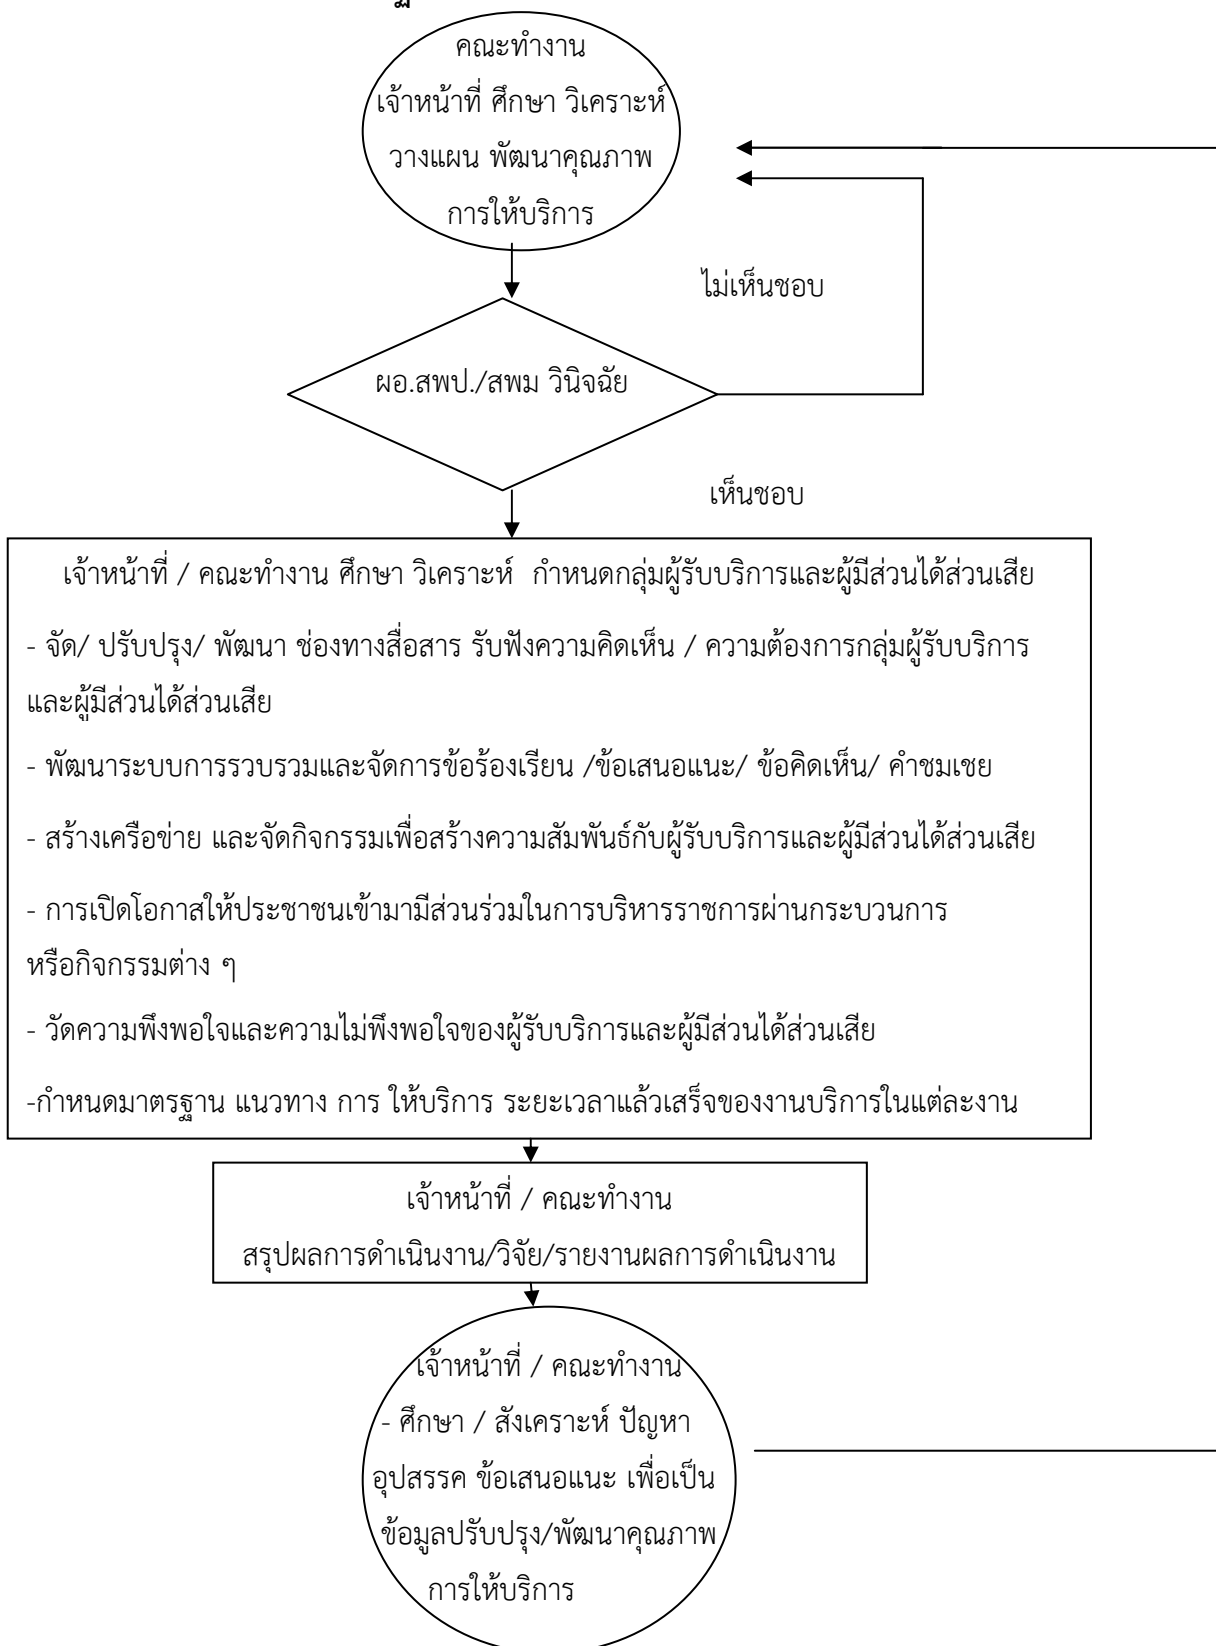 คณะทำงาน
เจ้าหน้าที่ ศึกษา วิเคราะห์
วางแผน พัฒนาคุณภาพ
การให้บริการ
ไม่เห็นชอบ
ผอ.สพป./สพม วินิจฉัย
เห็นชอบ
เจ้าหน้าที่ / คณะทำงาน ศึกษา วิเคราะห์ กำหนดกลุ่มผู้รับบริการและผู้มีส่วนได้ส่วนเสีย
- จัด/ ปรับปรุง/ พัฒนา ช่องทางสื่อสาร รับฟังความคิดเห็น / ความต้องการกลุ่มผู้รับบริการ
และผู้มีส่วนได้ส่วนเสีย
- พัฒนาระบบการรวบรวมและจัดการข้อร้องเรียน /ข้อเสนอแนะ/ ข้อคิดเห็น/ คำชมเชย
- สร้างเครือข่าย และจัดกิจกรรมเพื่อสร้างความสัมพันธ์กับผู้รับบริการและผู้มีส่วนได้ส่วนเสีย
- การเปิดโอกาสให้ประชาชนเข้ามามีส่วนร่วมในการบริหารราชการผ่านกระบวนการ
หรือกิจกรรมต่าง ๆ
- วัดความพึงพอใจและความไม่พึงพอใจของผู้รับบริการและผู้มีส่วนได้ส่วนเสีย
-กำหนดมาตรฐาน แนวทาง การ ให้บริการ ระยะเวลาแล้วเสร็จของงานบริการในแต่ละงาน
เจ้าหน้าที่ / คณะทำงาน
สรุปผลการดำเนินงาน/วิจัย/รายงานผลการดำเนินงาน
เจ้าหน้าที่ / คณะทำงาน
- ศึกษา / สังเคราะห์ ปัญหา
อุปสรรค ข้อเสนอแนะ เพื่อเป็น
ข้อมูลปรับปรุง/พัฒนาคุณภาพ
การให้บริการ